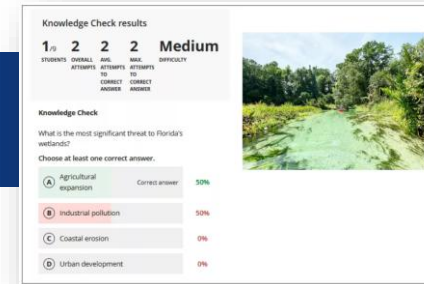 Knowledge Check results
1/9 2 2 2 Medium
STUDENTS OVERALL ATTEMPTS AVG. ATTEMPTS TO CORRECT ANSWER MAX. ATTEMPTS TO CORRECT ANSWER DIFFICULTY
Knowledge Check
What is the most significant threat to Florida's
wetlands?
Choose at least one correct answer.
A Agricultural
expansion Correct answer 50%
B Industrial pollution 50%
C Coastal erosion 0%
D Urban development 0%